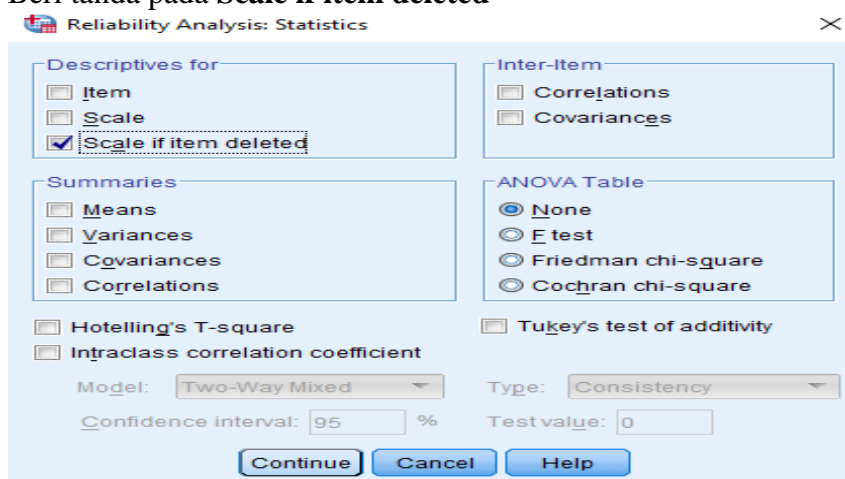 Beri tanda pada Scale if item deleted
Reliability Analysis: Statistics
Descriptives for
Item
Scale
Scale if item deleted
Inter-Item
Correlations
Covariances
Summaries
Means
Variances
Covariances
Correlations
ANOVA Table
None
F test
Friedman chi-square
Cochran chi-square
Hotelling's T-square
Tukey's test of additivity
Intraclass correlation coefficient
Model: Two-Way Mixed Type: Consistency
Confidence interval: 95 % Test value: 0
Continue Cancel Help